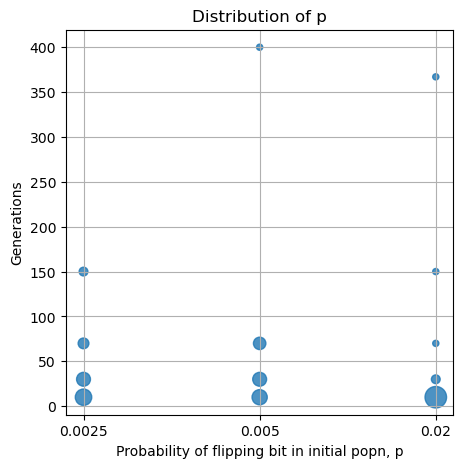 Distribution of p
400
350
300
250
200
150
100
50
0
Generations
0.0025 0.005 0.02
Probability of flipping bit in initial popn, p